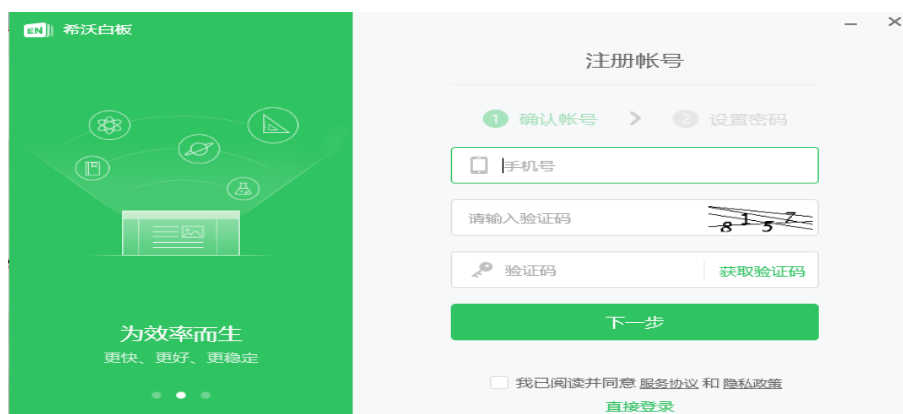 EN 希沃白板
为效率而生
更快、更好、更稳定
注册帐号
1 确认帐号 > 2 设置密码
手机号
请输入验证码 8157
验证码 获取验证码
下一步
我已阅读并同意 服务协议 和 隐私政策
直接登录